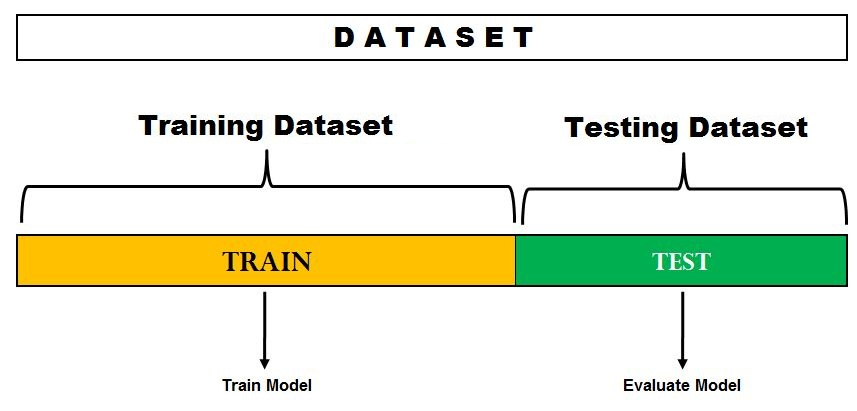 D A T A S E T
Training Dataset
Testing Dataset
TRAIN
TEST
Train Model
Evaluate Model